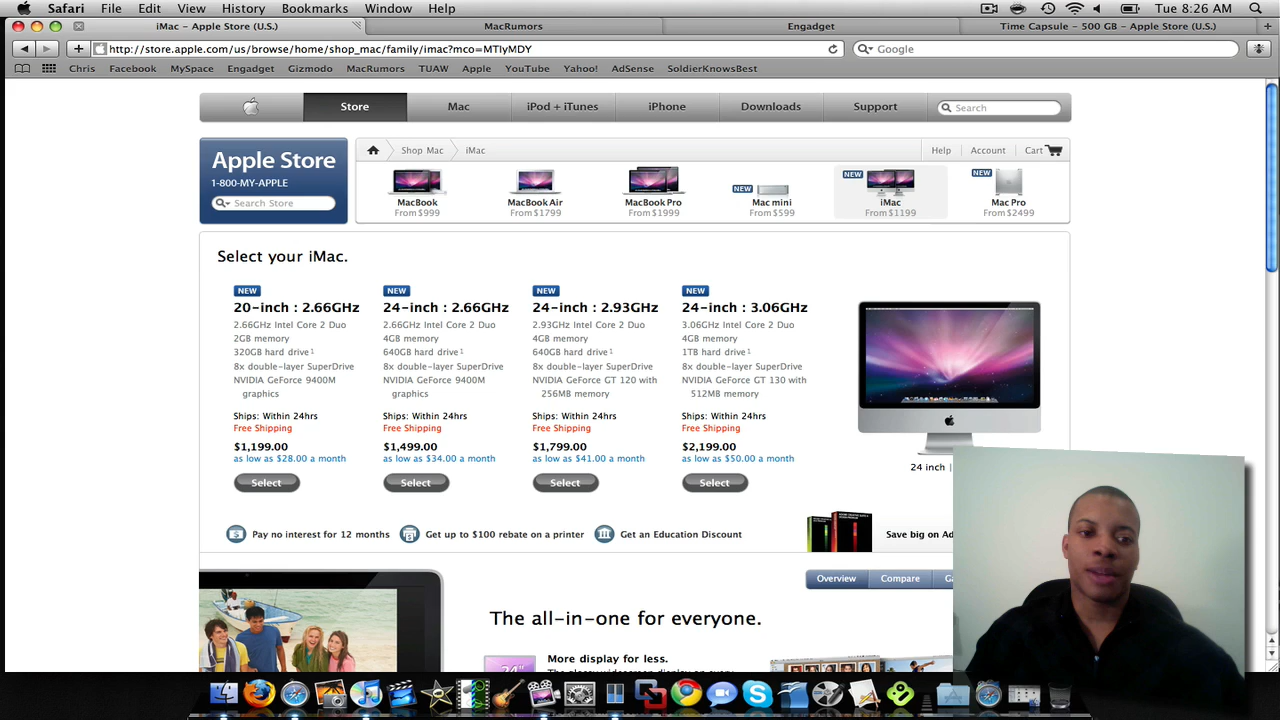 Safari File Edit View History Bookmarks Window Help Tue 8:26 AM
iMac – Apple Store (U.S.) MacRumors Engadget Time Capsule – 500 GB – Apple Store (U.S.)
http://store.apple.com/us/browse/home/shop_mac/family/imac?mco=MTIyMDY Google
Chris Facebook MySpace Engadget Gizmodo MacRumors TUAW Apple YouTube Yahoo! AdSense SoldierKnowsBest
Store Mac iPod + iTunes iPhone Downloads Support Search
Apple Store
1-800-MY-APPLE
Search Store
Shop Mac iMac Help Account Cart
NEW NEW NEW
MacBook MacBook Air MacBook Pro Mac mini iMac Mac Pro
From $999 From $1799 From $1999 From $599 From $1199 From $2499
Select your iMac.
NEW
20-inch : 2.66GHz
2.66GHz Intel Core 2 Duo
2GB memory
320GB hard drive1
8x double-layer SuperDrive
NVIDIA GeForce 9400M
graphics
Ships: Within 24hrs
Free Shipping
$1,199.00
as low as $28.00 a month
Select
NEW
24-inch : 2.66GHz
2.66GHz Intel Core 2 Duo
4GB memory
640GB hard drive1
8x double-layer SuperDrive
NVIDIA GeForce 9400M
graphics
Ships: Within 24hrs
Free Shipping
$1,499.00
as low as $34.00 a month
Select
NEW
24-inch : 2.93GHz
2.93GHz Intel Core 2 Duo
4GB memory
640GB hard drive1
8x double-layer SuperDrive
NVIDIA GeForce GT 120 with
256MB memory
Ships: Within 24hrs
Free Shipping
$1,799.00
as low as $41.00 a month
Select
NEW
24-inch : 3.06GHz
3.06GHz Intel Core 2 Duo
4GB memory
1TB hard drive1
8x double-layer SuperDrive
NVIDIA GeForce GT 130 with
512MB memory
Ships: Within 24hrs
Free Shipping
$2,199.00
as low as $50.00 a month
Select
24 inch |
Pay no interest for 12 months Get up to $100 rebate on a printer Get an Education Discount Save big on Ad
Overview Compare Ga
The all-in-one for everyone.
24"
More display for less.